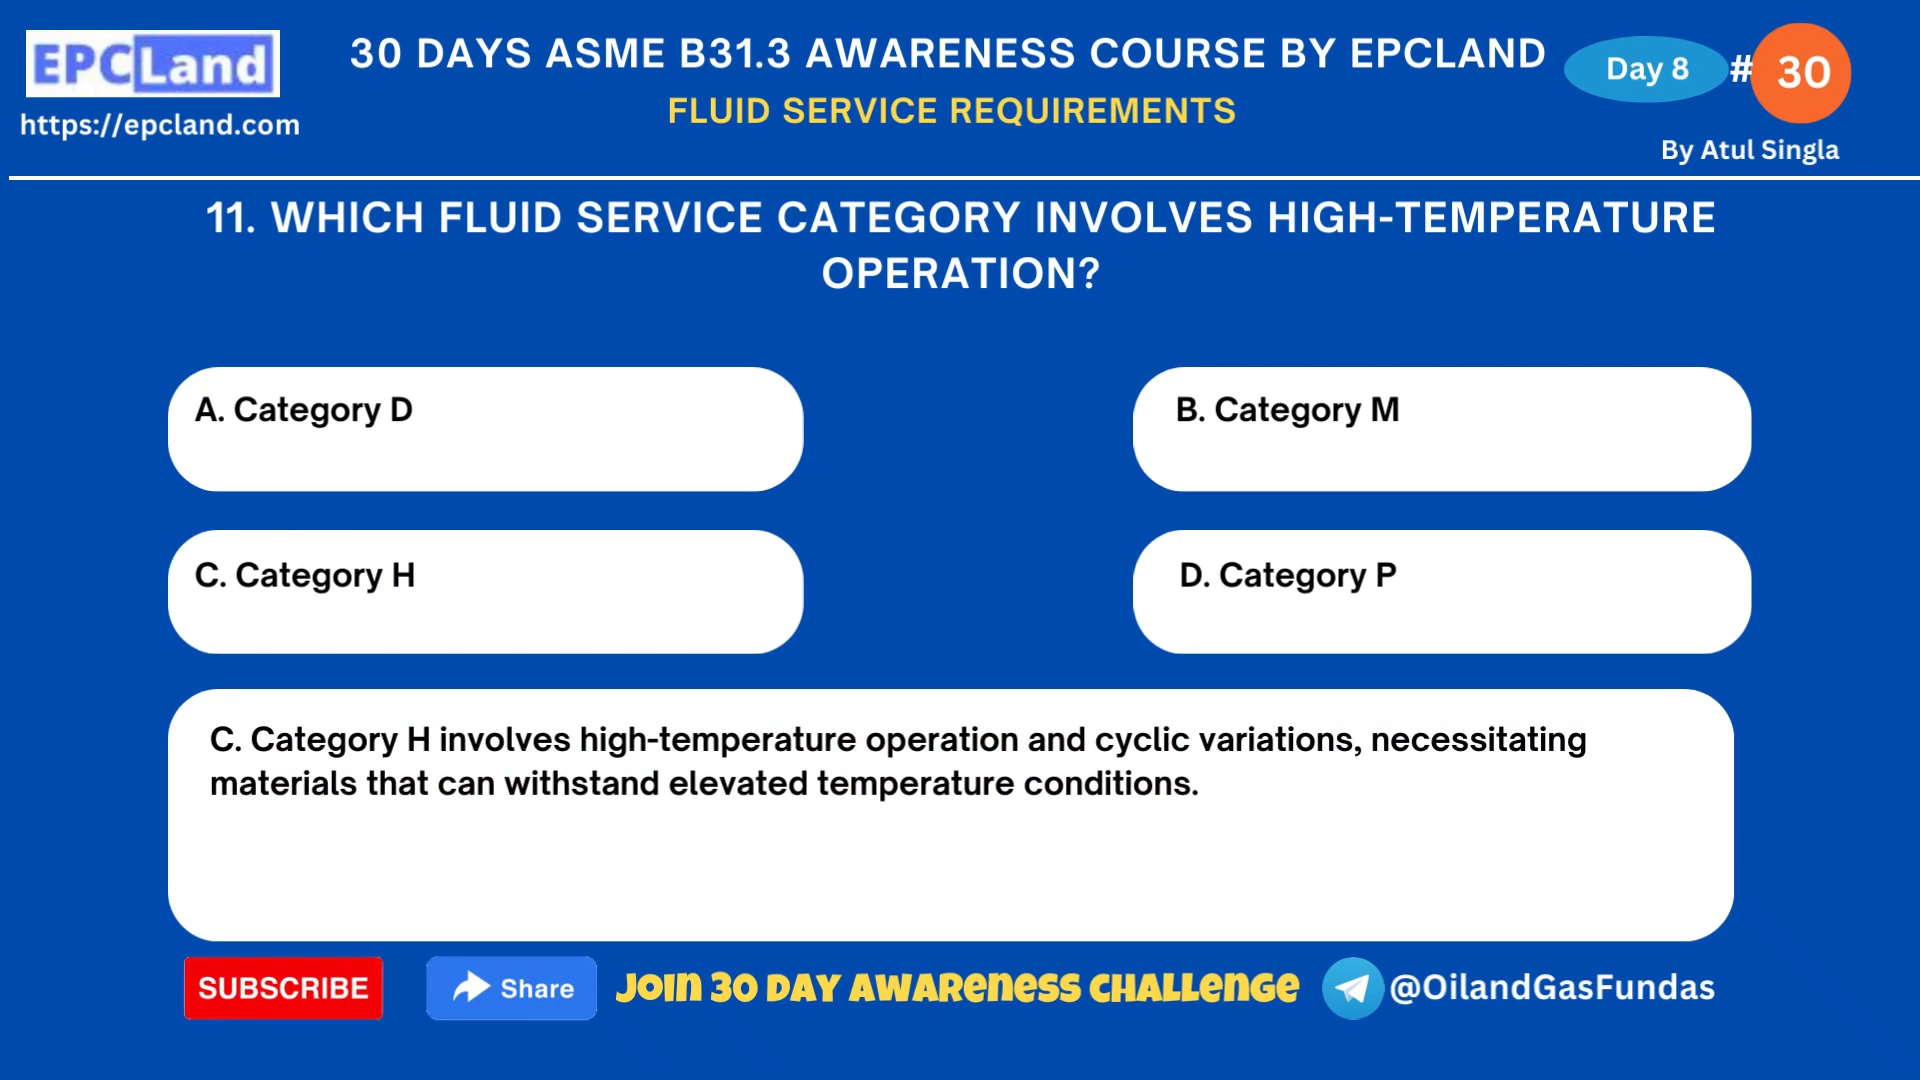 EPCLand
https://epcland.com
30 DAYS ASME B31.3 AWARENESS COURSE BY EPCLAND
FLUID SERVICE REQUIREMENTS
Day 8 # 30
By Atul Singla
11. WHICH FLUID SERVICE CATEGORY INVOLVES HIGH-TEMPERATURE
OPERATION?
A. Category D
B. Category M
C. Category H
D. Category P
C. Category H involves high-temperature operation and cyclic variations, necessitating
materials that can withstand elevated temperature conditions.
SUBSCRIBE
Share
Join 30 Day Awareness Challenge
@OilandGasFundas